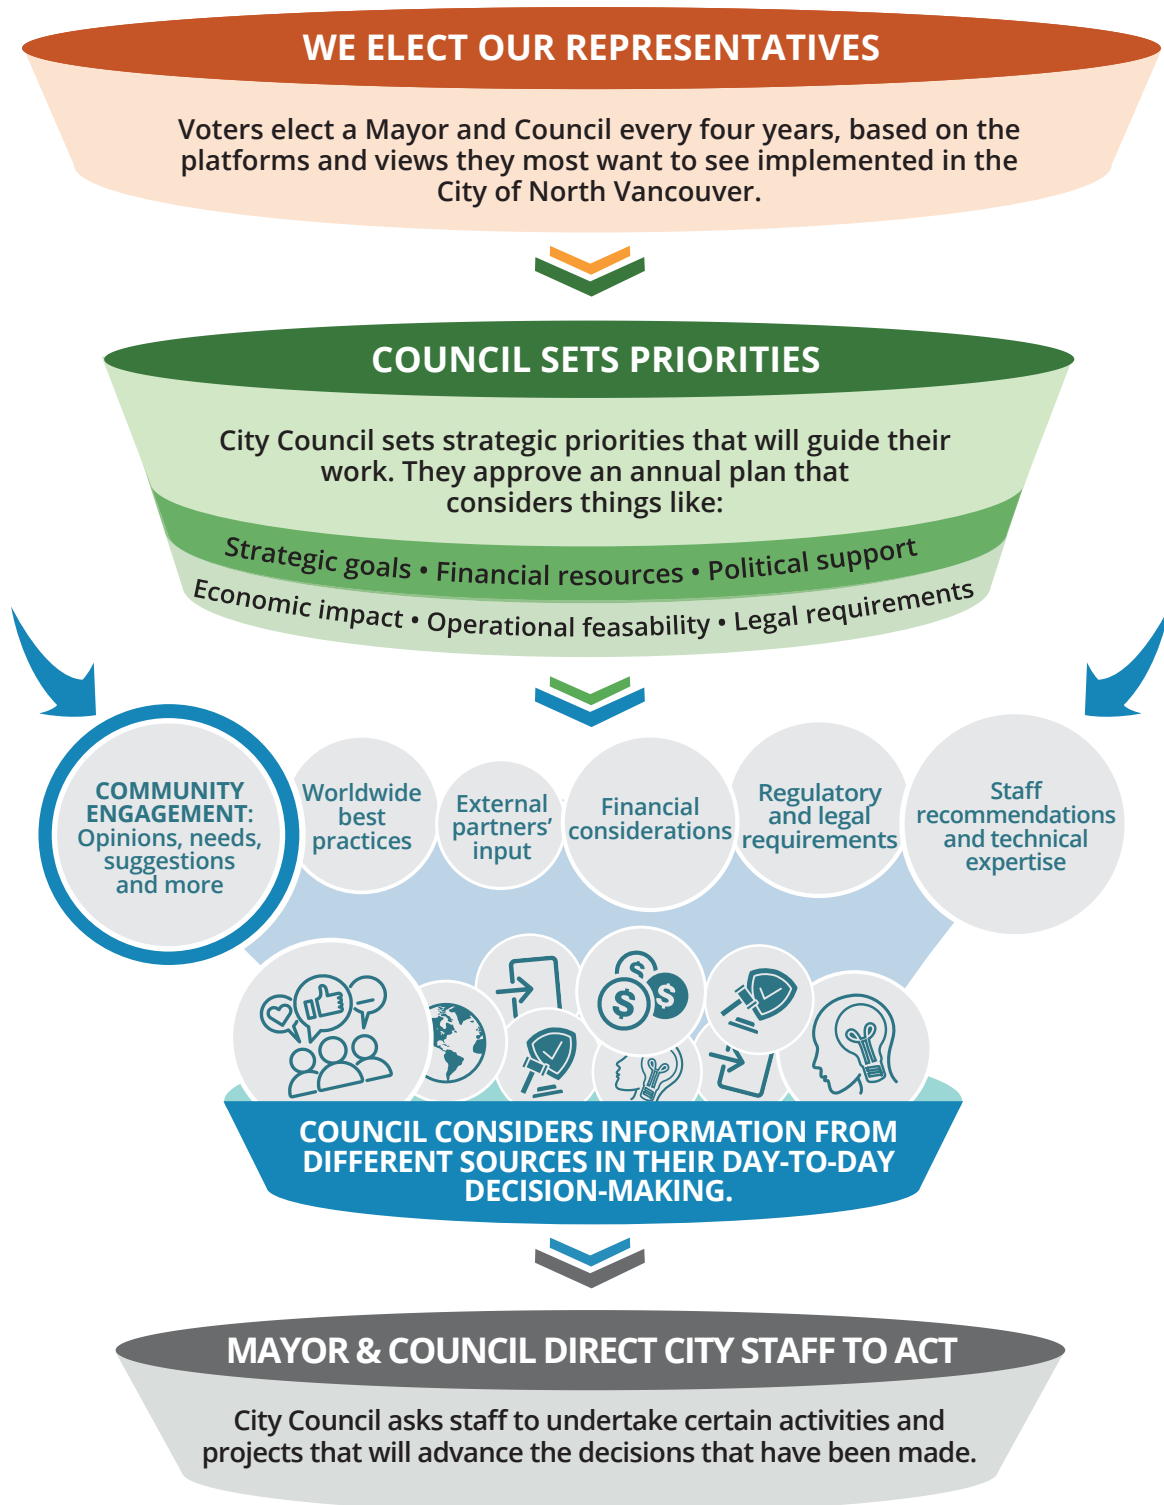 WE ELECT OUR REPRESENTATIVES
Voters elect a Mayor and Council every four years, based on the
platforms and views they most want to see implemented in the
City of North Vancouver.
COUNCIL SETS PRIORITIES
City Council sets strategic priorities that will guide their
work. They approve an annual plan that
considers things like:
Strategic goals • Financial resources • Political support
Economic impact • Operational feasability • Legal requirements
COMMUNITY
ENGAGEMENT:
Opinions, needs,
suggestions
and more
Worldwide
best
practices
External
partners’
input
Financial
considerations
Regulatory
and legal
requirements
Staff
recommendations
and technical
expertise
$
$
$
COUNCIL CONSIDERS INFORMATION FROM
DIFFERENT SOURCES IN THEIR DAY-TO-DAY
DECISION-MAKING.
MAYOR & COUNCIL DIRECT CITY STAFF TO ACT
City Council asks staff to undertake certain activities and
projects that will advance the decisions that have been made.